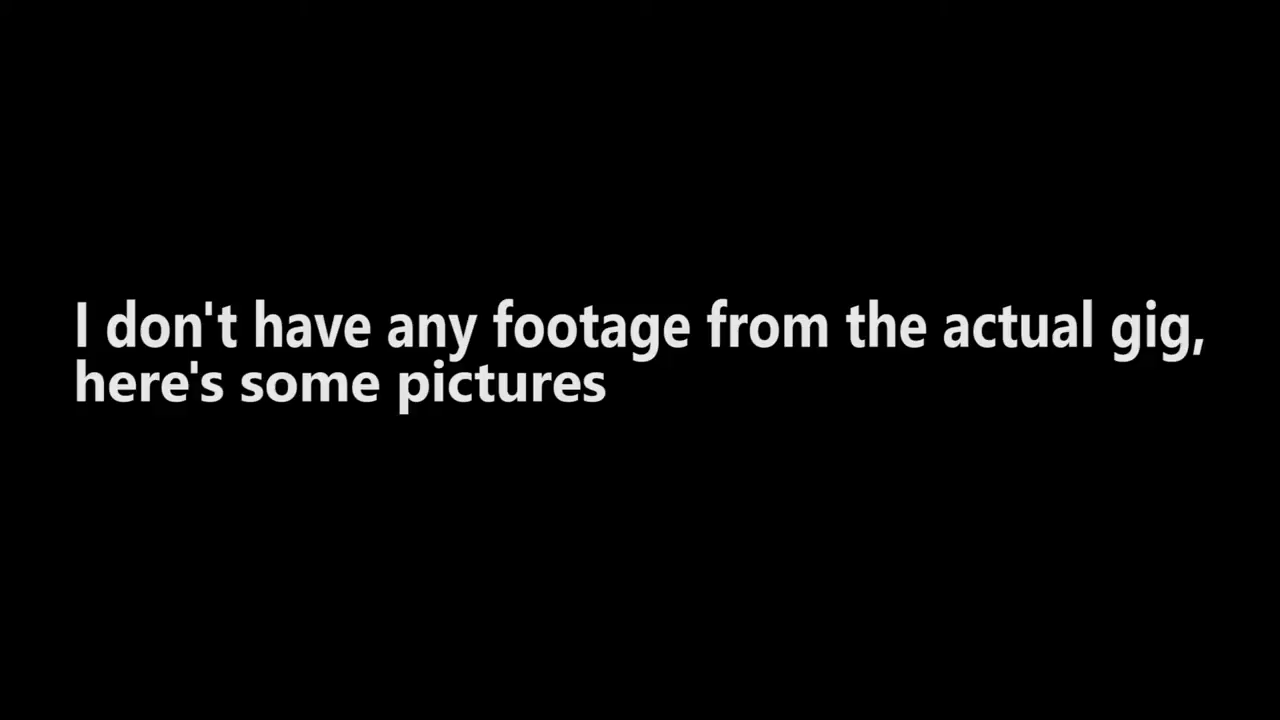 I don't have any footage from the actual gig,
here's some pictures